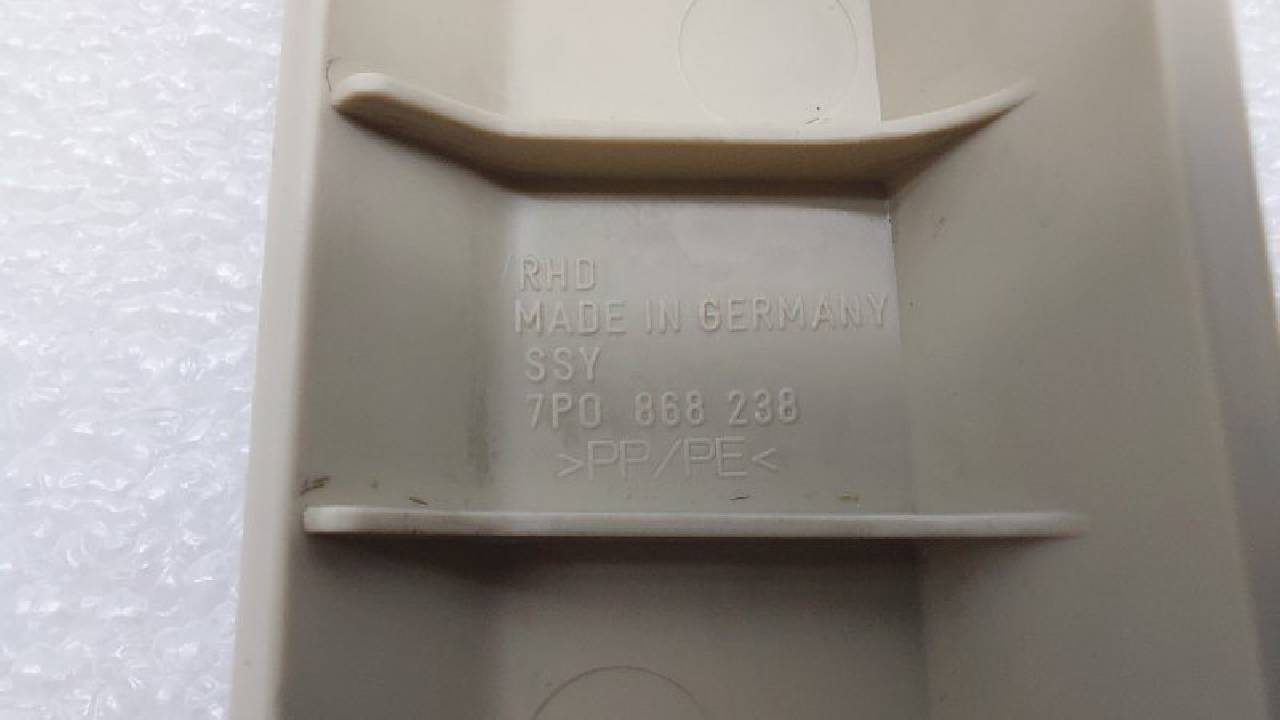 RHD
MADE IN GERMANY
SSY
7P0 868 238
>PP/PE<